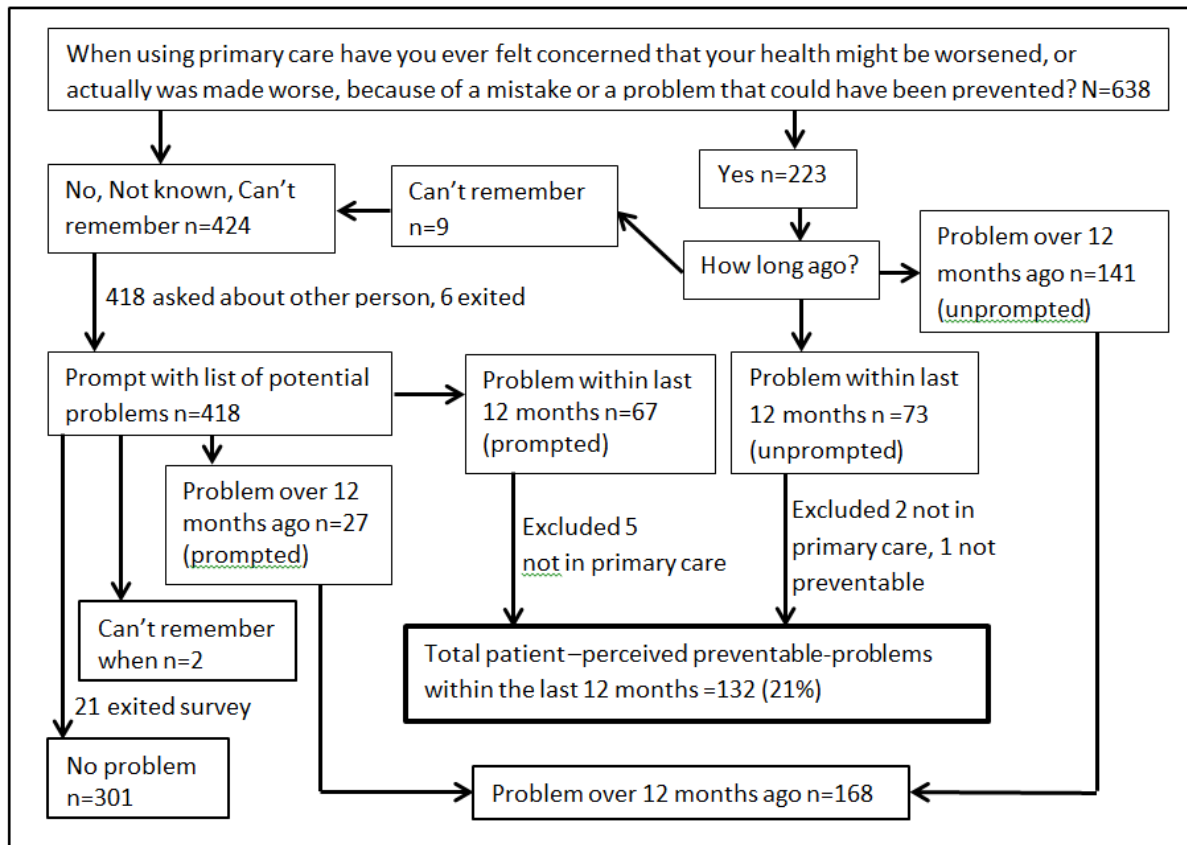 When using primary care have you ever felt concerned that your health might be worsened, or
actually was made worse, because of a mistake or a problem that could have been prevented? N=638
No, Not known, Can’t
remember n=424
Can’t remember
n=9
Yes n=223
How long ago?
Problem over 12
months ago n=141
(unprompted)
418 asked about other person, 6 exited
Prompt with list of potential
problems n=418
Problem within last
12 months n=67
(prompted)
Problem within last
12 months n =73
(unprompted)
Problem over 12
months ago n=27
(prompted)
Excluded 5
not in primary care
Excluded 2 not in
primary care, 1 not
preventable
Can’t remember
when n=2
Total patient–perceived preventable-problems
within the last 12 months =132 (21%)
21 exited survey
No problem
n=301
Problem over 12 months ago n=168